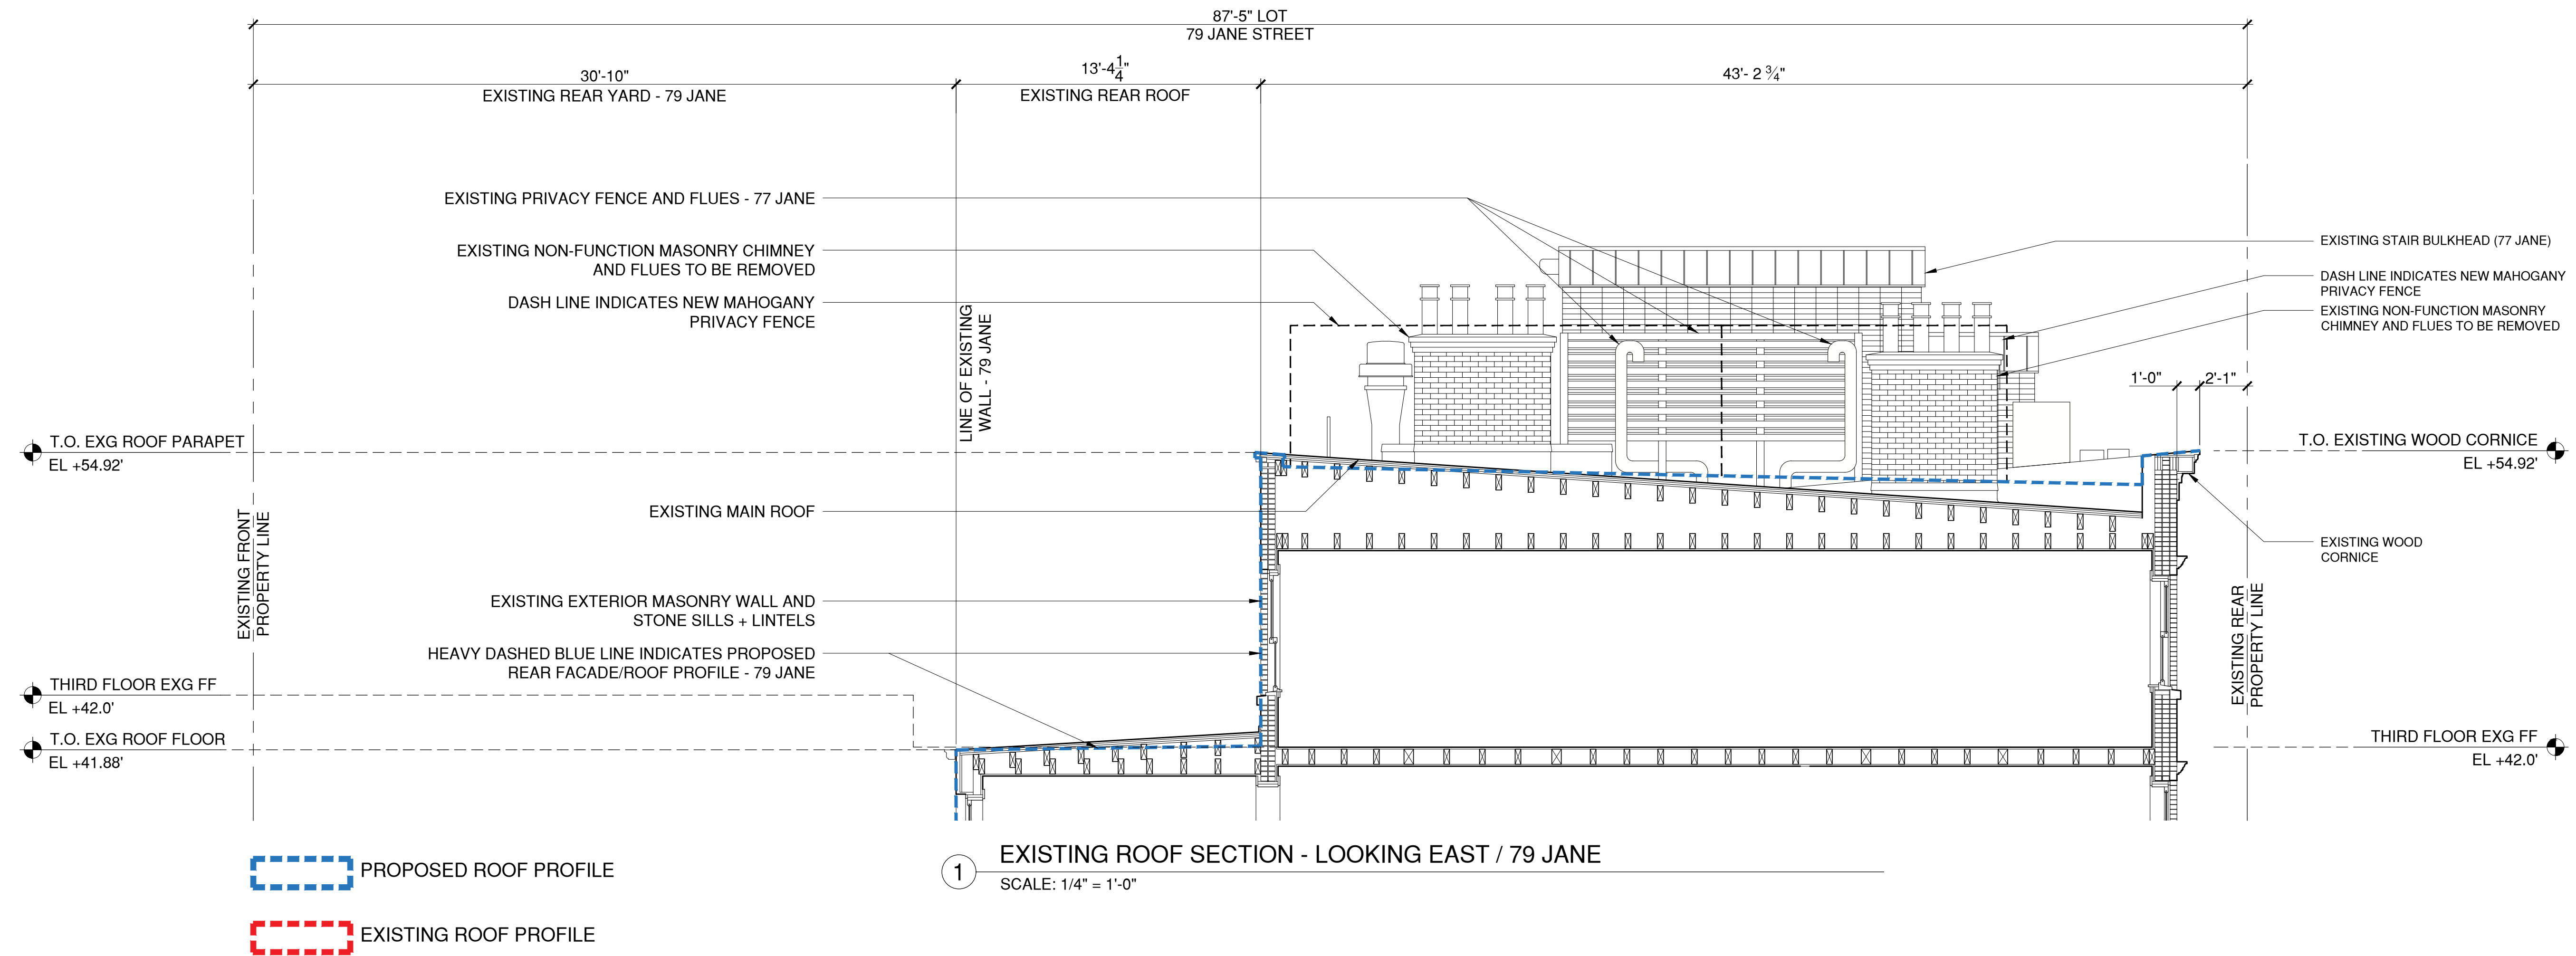 87'-5" LOT
79 JANE STREET
30'-10"
EXISTING REAR YARD - 79 JANE
13'-4 1/4"
EXISTING REAR ROOF
43'- 2 3/4"
EXISTING PRIVACY FENCE AND FLUES - 77 JANE
EXISTING NON-FUNCTION MASONRY CHIMNEY
AND FLUES TO BE REMOVED
DASH LINE INDICATES NEW MAHOGANY
PRIVACY FENCE
LINE OF EXISTING
WALL - 79 JANE
EXISTING STAIR BULKHEAD (77 JANE)
DASH LINE INDICATES NEW MAHOGANY
PRIVACY FENCE
EXISTING NON-FUNCTION MASONRY
CHIMNEY AND FLUES TO BE REMOVED
1'-0"
2'-1"
T.O. EXG ROOF PARAPET
EL +54.92'
T.O. EXISTING WOOD CORNICE
EL +54.92'
EXISTING MAIN ROOF
EXISTING FRONT
PROPERTY LINE
EXISTING WOOD
CORNICE
EXISTING EXTERIOR MASONRY WALL AND
STONE SILLS + LINTELS
HEAVY DASHED BLUE LINE INDICATES PROPOSED
REAR FACADE/ROOF PROFILE - 79 JANE
EXISTING REAR
PROPERTY LINE
THIRD FLOOR EXG FF
EL +42.0'
T.O. EXG ROOF FLOOR
EL +41.88'
THIRD FLOOR EXG FF
EL +42.0'
PROPOSED ROOF PROFILE
EXISTING ROOF PROFILE
1
EXISTING ROOF SECTION - LOOKING EAST / 79 JANE
SCALE: 1/4" = 1'-0"